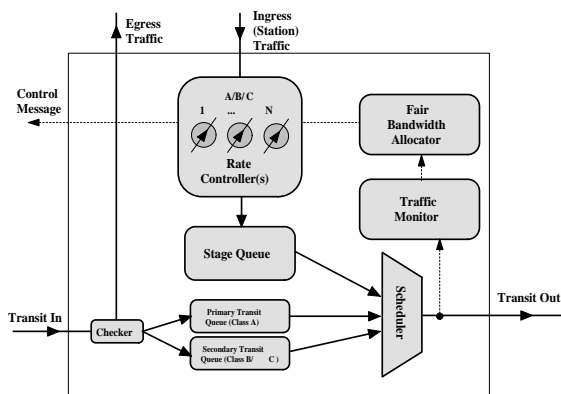 Egress
Traffic
Ingress
(Station)
Traffic
Control
Message
A/B/C
1 ... N
Rate
Controller(s)
Fair
Bandwidth
Allocator
Traffic
Monitor
Stage Queue
Scheduler
Transit In
Checker
Primary Transit
Queue (Class A)
Secondary Transit
Queue (Class B/ C )
Transit Out